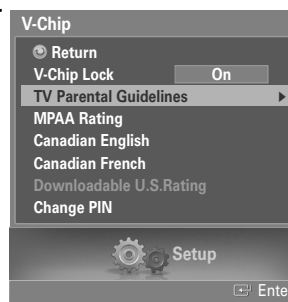 V-Chip
Return
V-Chip Lock On
TV Parental Guidelines
MPAA Rating
Canadian English
Canadian French
Downloadable U.S.Rating
Change PIN
Setup
Ente